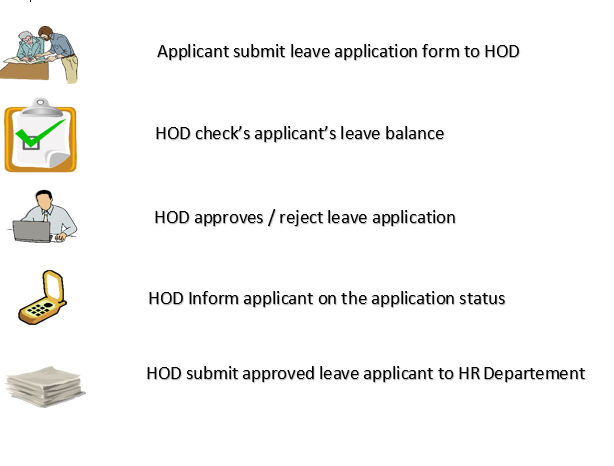 Applicant submit leave application form to HOD
HOD check's applicant's leave balance
HOD approves / reject leave application
HOD Inform applicant on the application status
HOD submit approved leave applicant to HR Departement